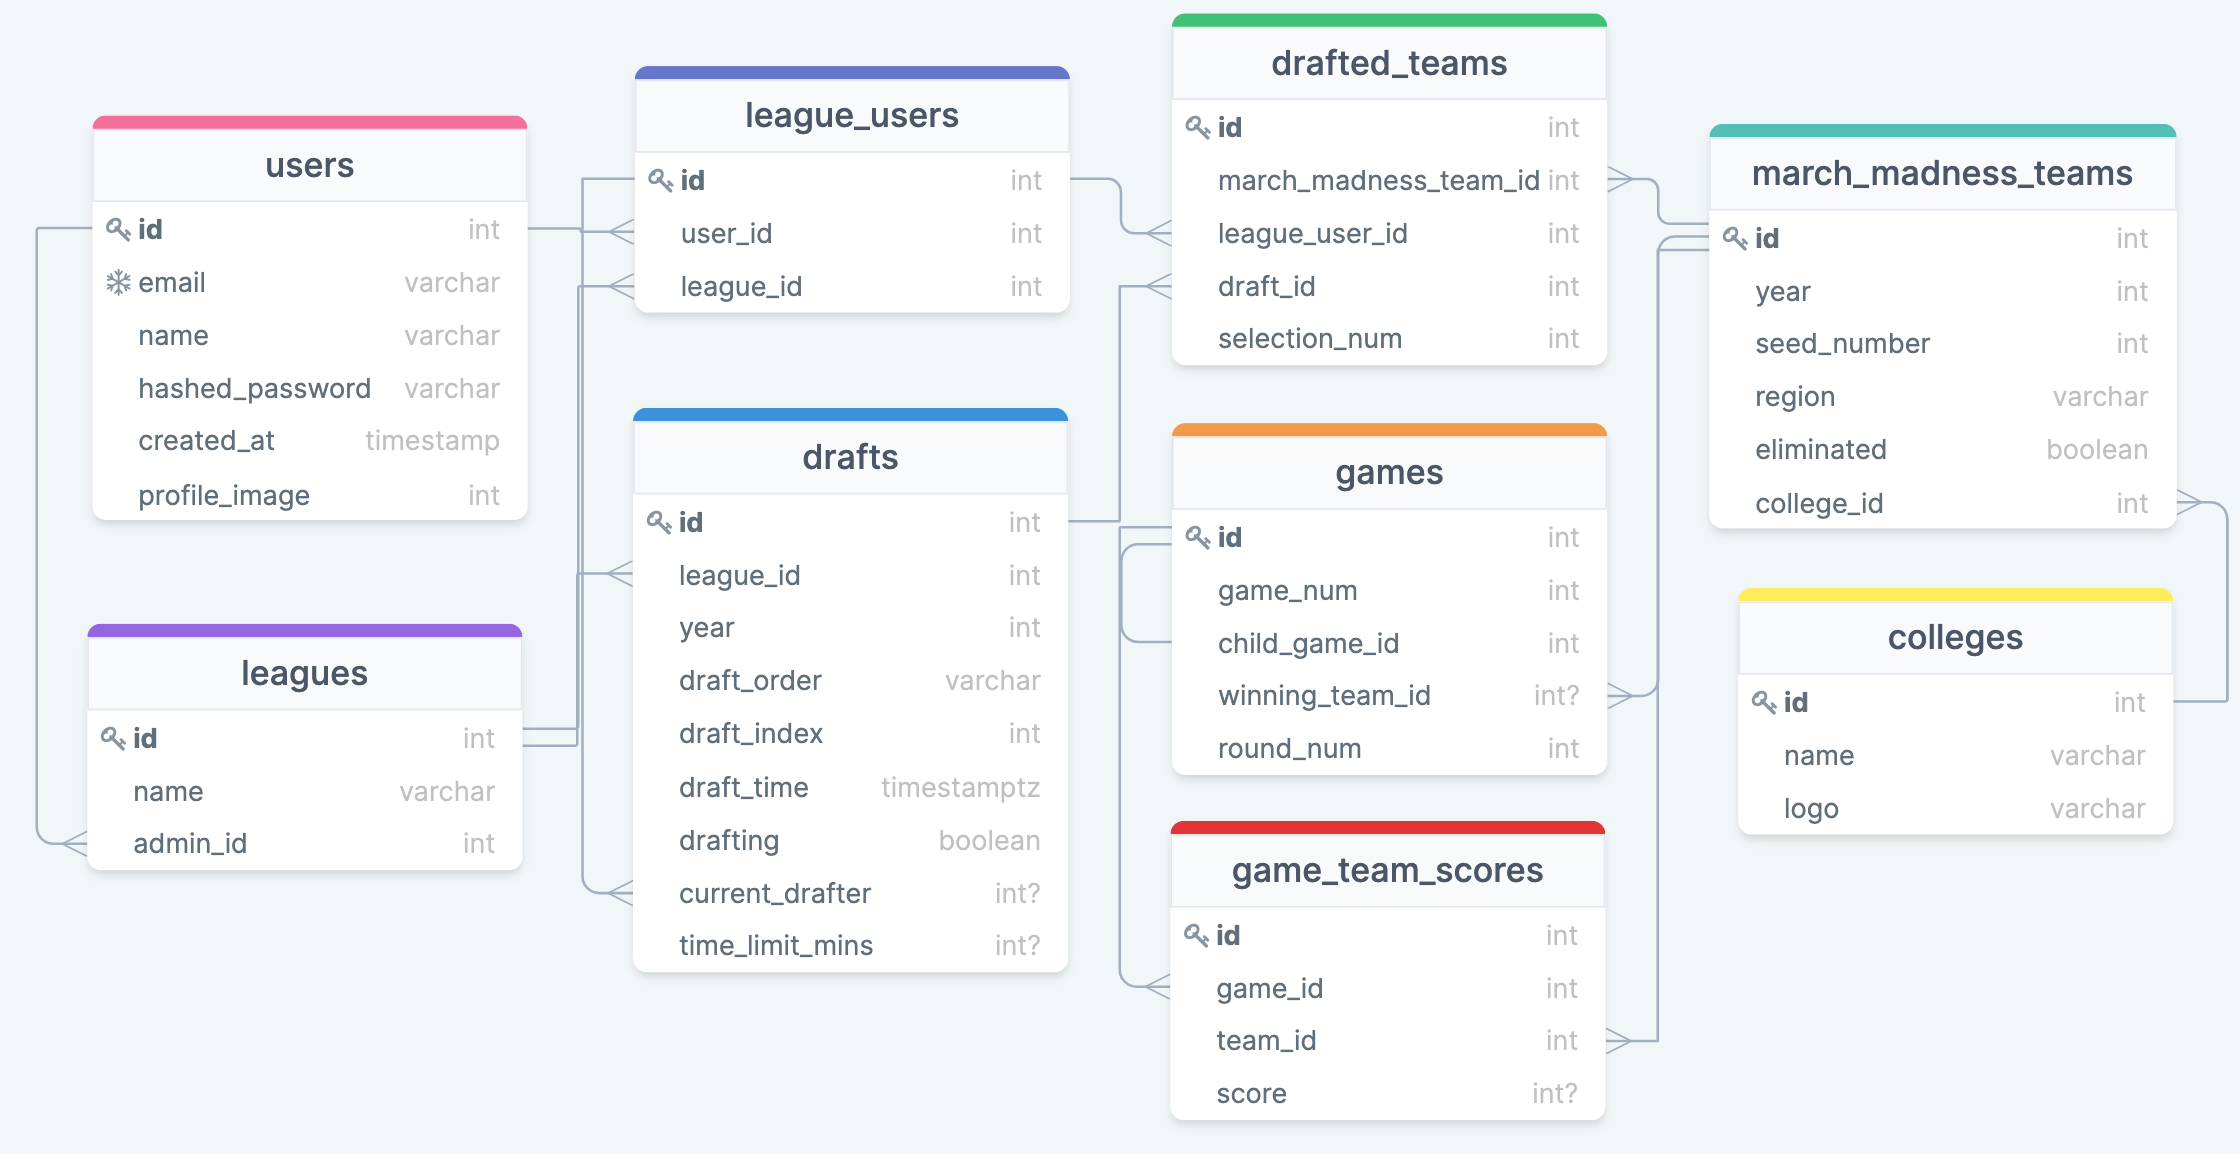 users
id int
email varchar
name varchar
hashed_password varchar
created_at timestamp
profile_image int
leagues
id int
name varchar
admin_id int
league_users
id int
user_id int
league_id int
drafts
id int
league_id int
year int
draft_order varchar
draft_index int
draft_time timestamptz
drafting boolean
current_drafter int?
time_limit_mins int?
drafted_teams
id int
march_madness_team_id int
league_user_id int
draft_id int
selection_num int
games
id int
game_num int
child_game_id int
winning_team_id int?
round_num int
game_team_scores
id int
game_id int
team_id int
score int?
march_madness_teams
id int
year int
seed_number int
region varchar
eliminated boolean
college_id int
colleges
id int
name varchar
logo varchar